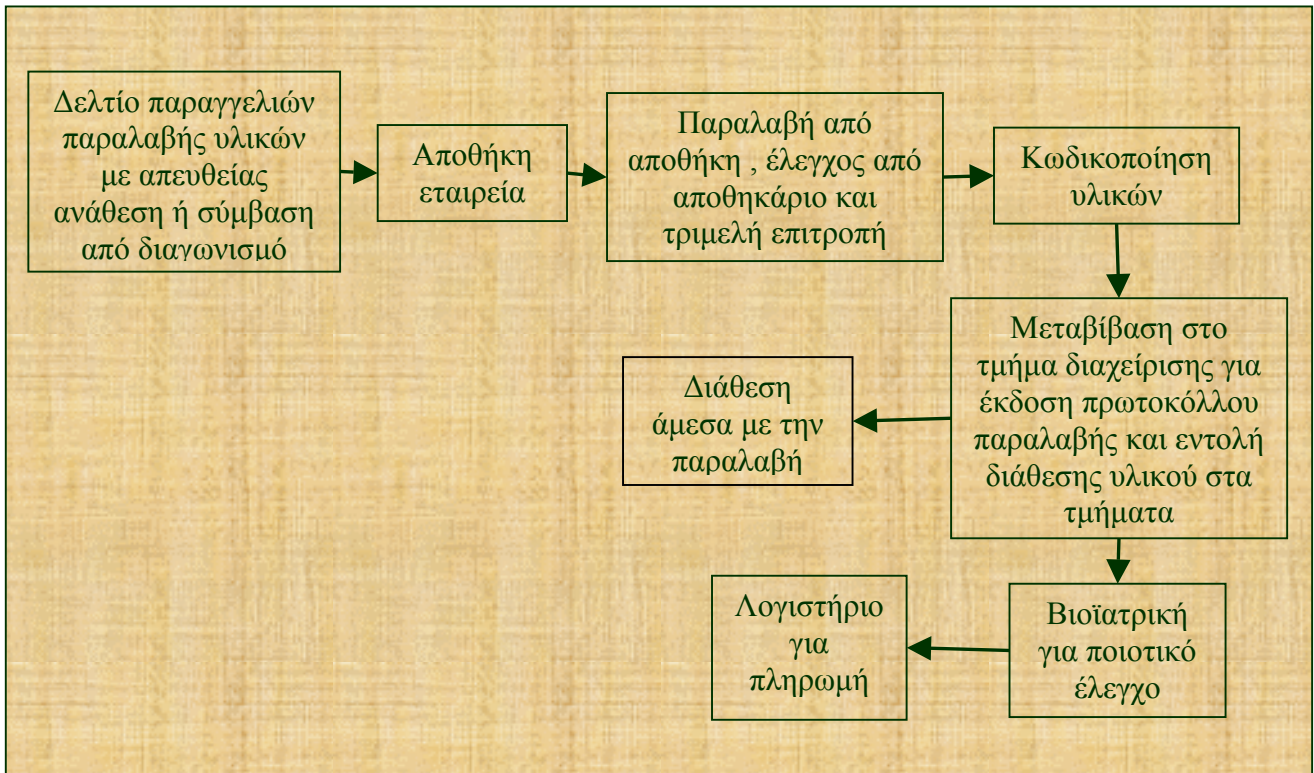 Δελτίο παραγγελιών
παραλαβής υλικών
με απευθείας
ανάθεση ή σύμβαση
από διαγωνισμό
Αποθήκη
εταιρεία
Παραλαβή από
αποθήκη , έλεγχος από
αποθηκάριο και
τριμελή επιτροπή
Κωδικοποίηση
υλικών
Μεταβίβαση στο
τμήμα διαχείρισης για
έκδοση πρωτοκόλλου
παραλαβής και εντολή
διάθεσης υλικού στα
τμήματα
Διάθεση
άμεσα με την
παραλαβή
Βιοϊατρική
για ποιοτικό
έλεγχο
Λογιστήριο
για
πληρωμή